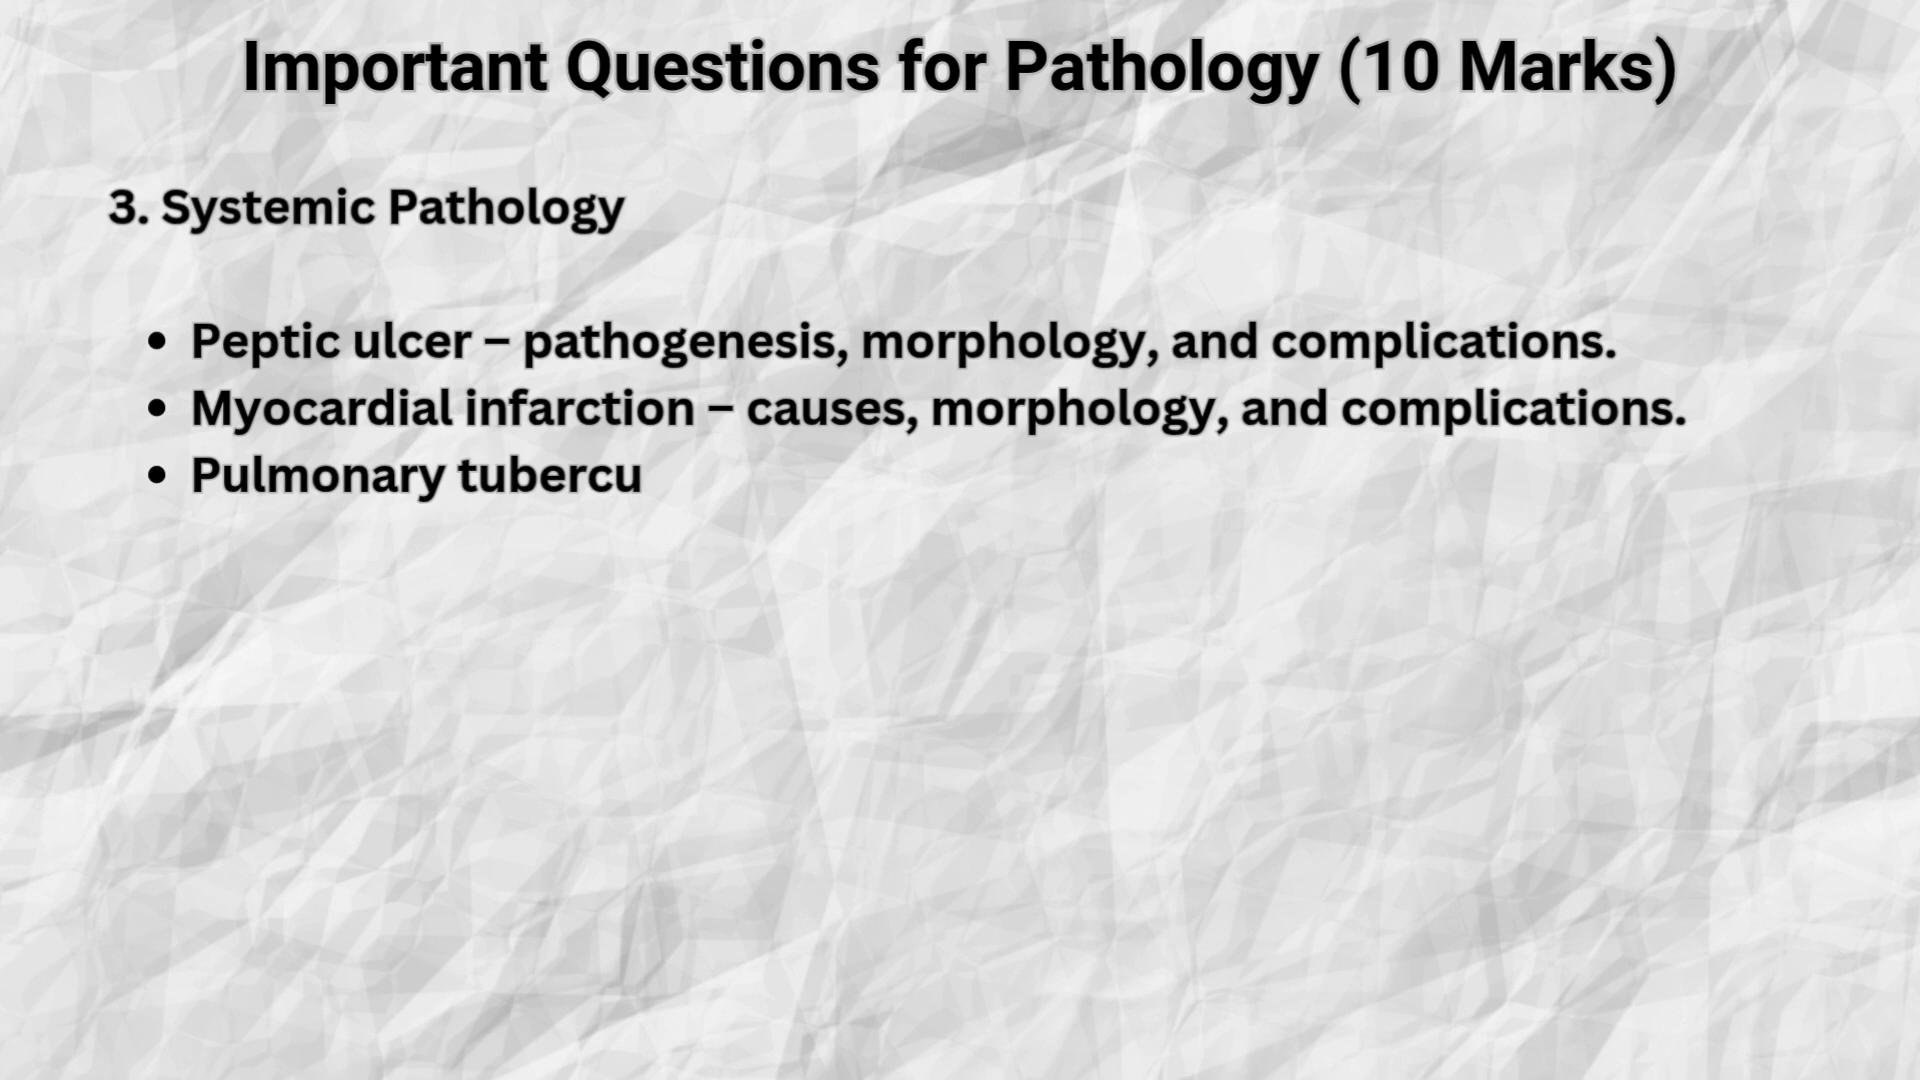 Important Questions for Pathology (10 Marks)
3. Systemic Pathology
• Peptic ulcer – pathogenesis, morphology, and complications.
• Myocardial infarction – causes, morphology, and complications.
• Pulmonary tubercu